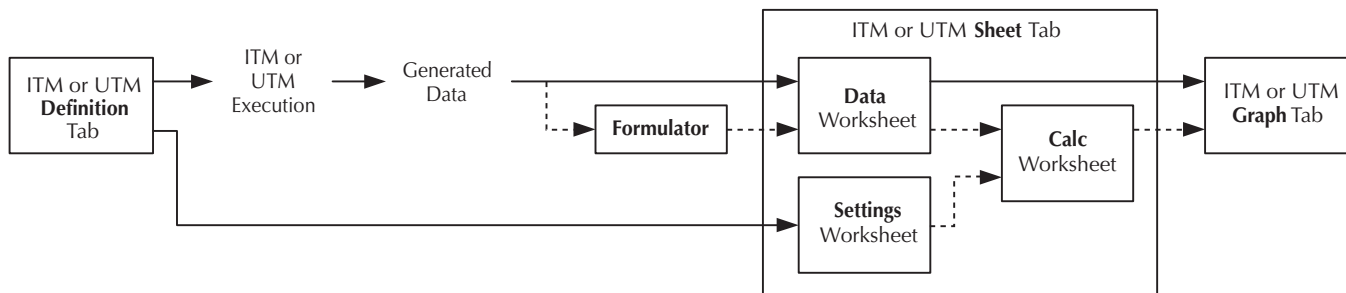 ITM or UTM
Definition
Tab
ITM or
UTM
Execution
Generated
Data
Formulator
ITM or UTM Sheet Tab
Data
Worksheet
Settings
Worksheet
Calc
Worksheet
ITM or UTM
Graph Tab